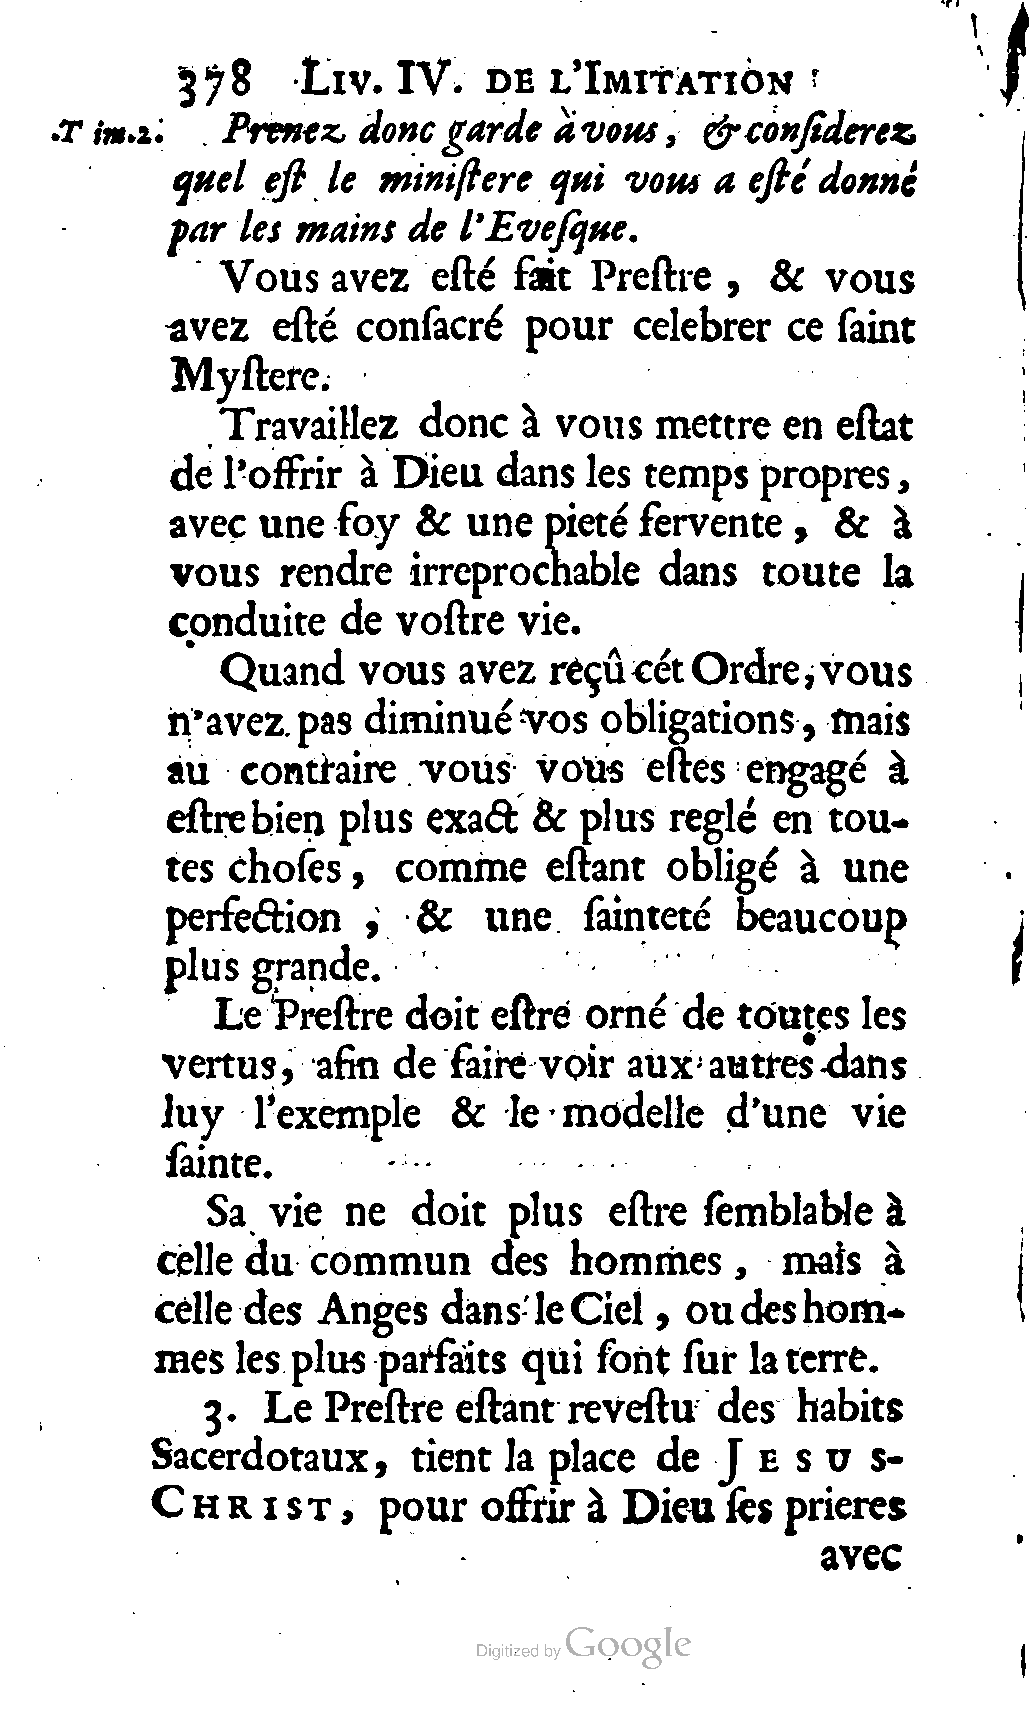 378 LIV. IV. DE L'IMITATION
.T im.2. Prenez donc garde à vous, & conſiderez
quel eſt le miniſtere qui vous a eſté donné
par les mains de l'Eveſque.
Vous avez eſté fait Preſtre, & vous
avez eſté conſacré pour celebrer ce ſaint
Myſtere.
Travaillez donc à vous mettre en eſtat
de l'offrir à Dieu dans les temps propres,
avec une foy & une pieté fervente, & à
vous rendre irreprochable dans toute la
conduite de voſtre vie.
Quand vous avez reçû cét Ordre, vous
n'avez pas diminué vos obligations, mais
au contraire vous vous eſtes engagé à
eſtre bien plus exact & plus reglé en tou-
tes choſes, comme eſtant obligé à une
perfection, & une ſainteté beaucoup
plus grande.
Le Preſtre doit eſtre orné de toutes les
vertus, afin de faire voir aux autres dans
luy l'exemple & le modelle d'une vie
ſainte.
Sa vie ne doit plus eſtre ſemblable à
celle du commun des hommes, mais à
celle des Anges dans le Ciel, ou des hom-
mes les plus parfaits qui ſont ſur la terre.
3. Le Preſtre eſtant reveſtu des habits
Sacerdotaux, tient la place de JESUS-
CHRIST, pour offrir à Dieu ſes prieres
avec
Digitized by Google